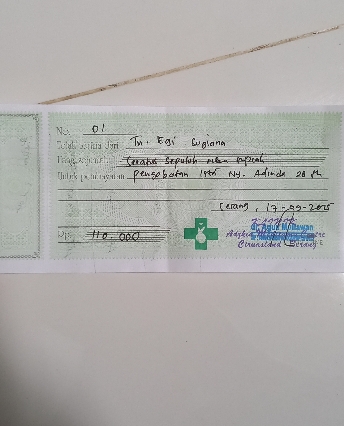 No. 01
Telah terima dari Tn. Egi Sugiana
Uang sejumlah Seratus sepuluh ribu rupiah
Untuk pembayaran pengobatan istri Ny. Adinda 20 th
Serang, 17-09-2025
Rp. 110.000